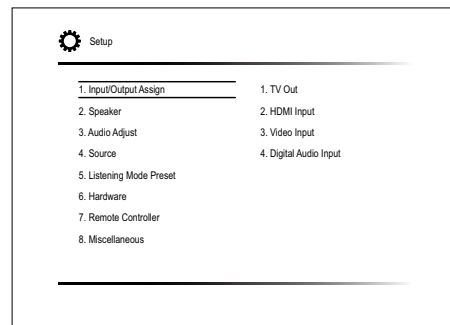 Setup
1. Input/Output Assign
2. Speaker
3. Audio Adjust
4. Source
5. Listening Mode Preset
6. Hardware
7. Remote Controller
8. Miscellaneous
1. TV Out
2. HDMI Input
3. Video Input
4. Digital Audio Input